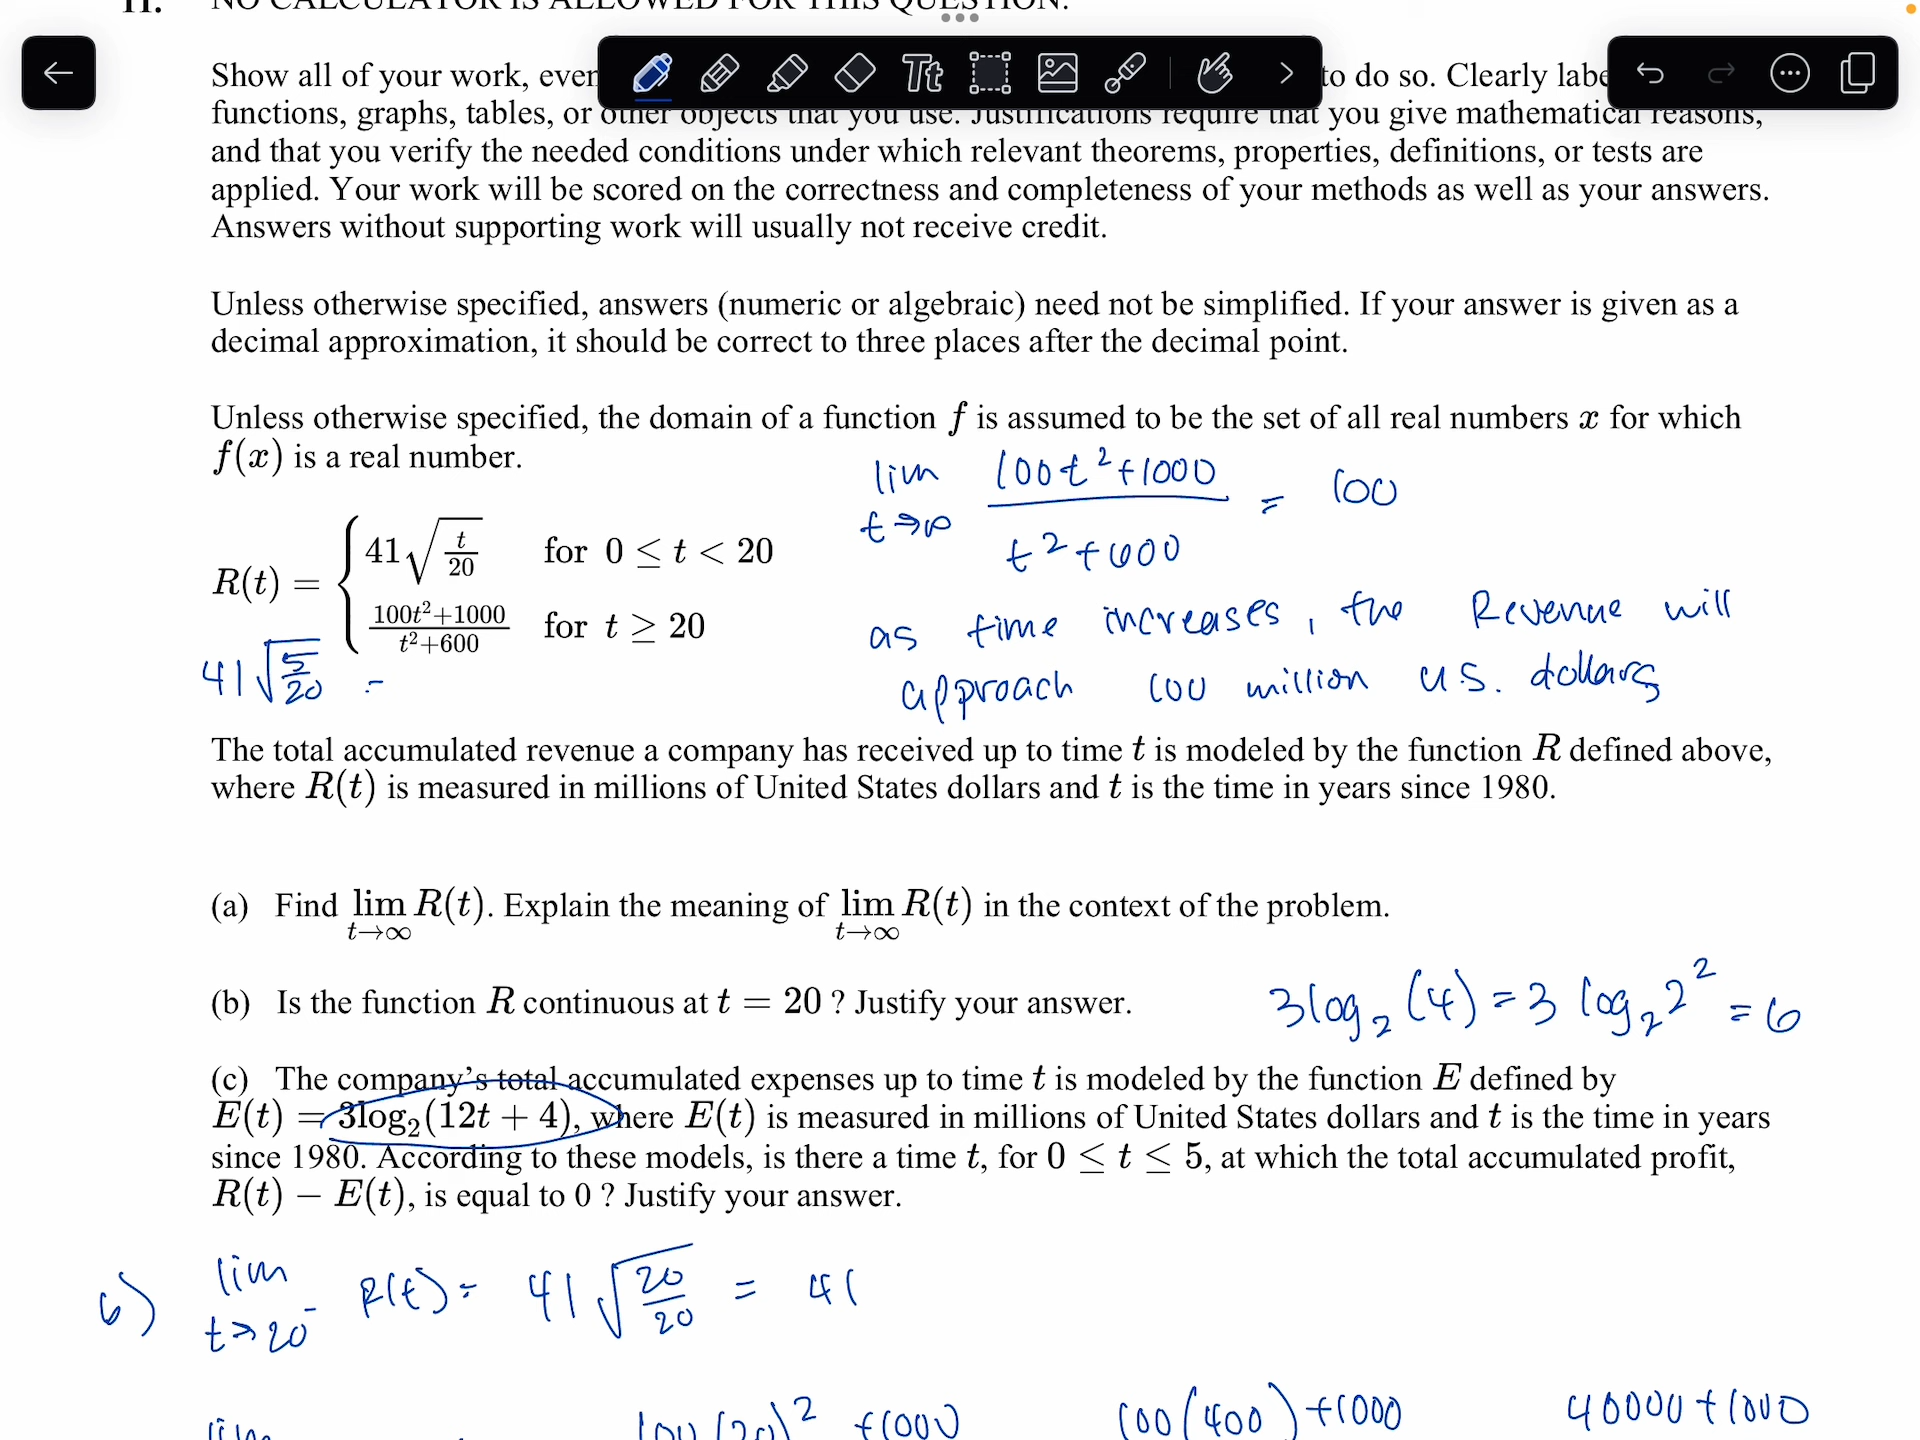 II. NO CALCULATOR IS ALLOWED FOR THIS QUESTION.
Show all of your work, even to do so. Clearly labe
functions, graphs, tables, or other objects that you use. Justifications require that you give mathematical reasons,
and that you verify the needed conditions under which relevant theorems, properties, definitions, or tests are
applied. Your work will be scored on the correctness and completeness of your methods as well as your answers.
Answers without supporting work will usually not receive credit.
Unless otherwise specified, answers (numeric or algebraic) need not be simplified. If your answer is given as a
decimal approximation, it should be correct to three places after the decimal point.
Unless otherwise specified, the domain of a function f is assumed to be the set of all real numbers x for which
f(x) is a real number.
lim t→∞ (100t²+1000)/(t²+600) = 100
R(t) = { 41√(t/20) for 0 ≤ t < 20
(100t²+1000)/(t²+600) for t ≥ 20
as time increases, the Revenue will
approach 100 million U.S. dollars
41√(5/20) =
The total accumulated revenue a company has received up to time t is modeled by the function R defined above,
where R(t) is measured in millions of United States dollars and t is the time in years since 1980.
(a) Find lim t→∞ R(t). Explain the meaning of lim t→∞ R(t) in the context of the problem.
(b) Is the function R continuous at t = 20 ? Justify your answer.
3log₂(4) = 3 log₂2² = 6
(c) The company's total accumulated expenses up to time t is modeled by the function E defined by
E(t) = 3log₂(12t + 4), where E(t) is measured in millions of United States dollars and t is the time in years
since 1980. According to these models, is there a time t, for 0 ≤ t ≤ 5, at which the total accumulated profit,
R(t) − E(t), is equal to 0 ? Justify your answer.
b) lim t→20⁻ R(t) = 41√(20/20) = 41
lim 100(20)² +1000 100(400)+1000 40000+1000